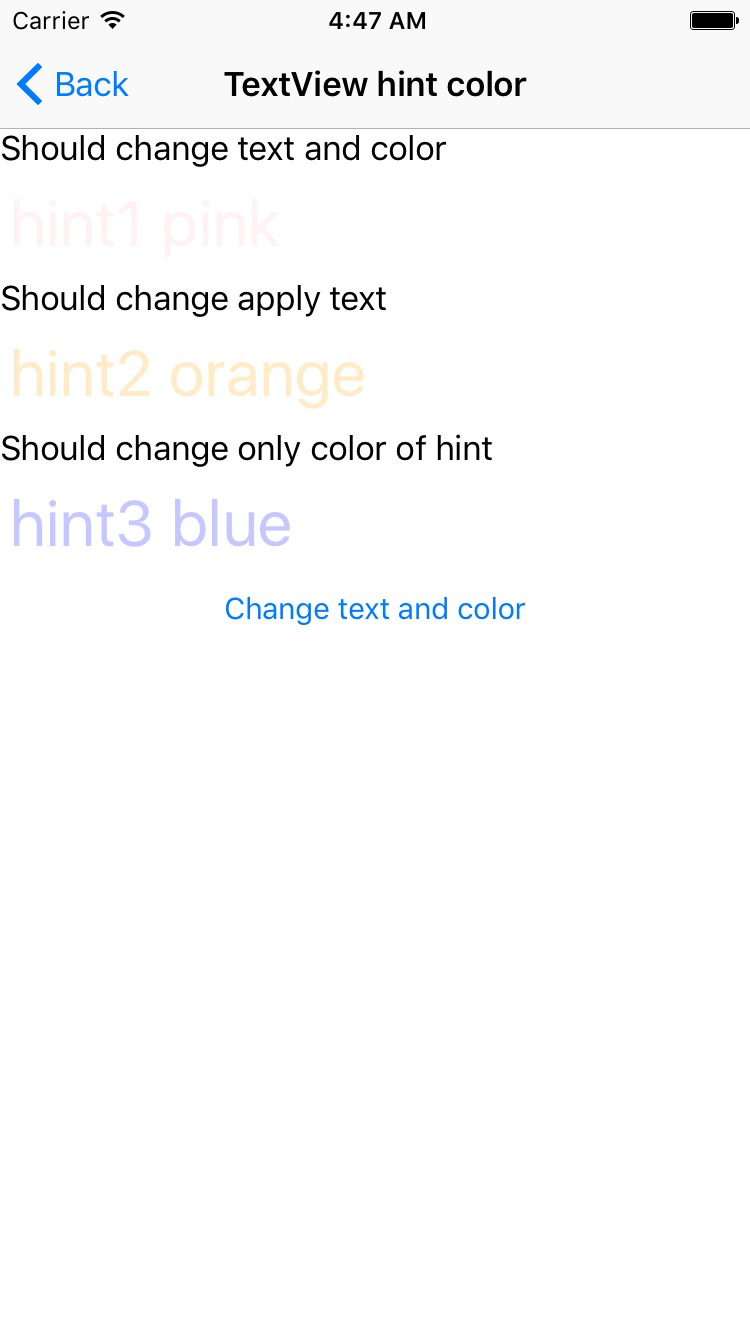 Carrier 4:47 AM
Back TextView hint color
Should change text and color
hint1 pink
Should change apply text
hint2 orange
Should change only color of hint
hint3 blue
Change text and color